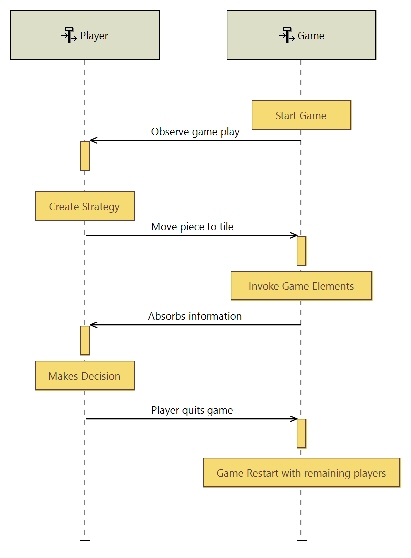 Player
Game
Start Game
Observe game play
Create Strategy
Move piece to tile
Invoke Game Elements
Absorbs information
Makes Decision
Player quits game
Game Restart with remaining players